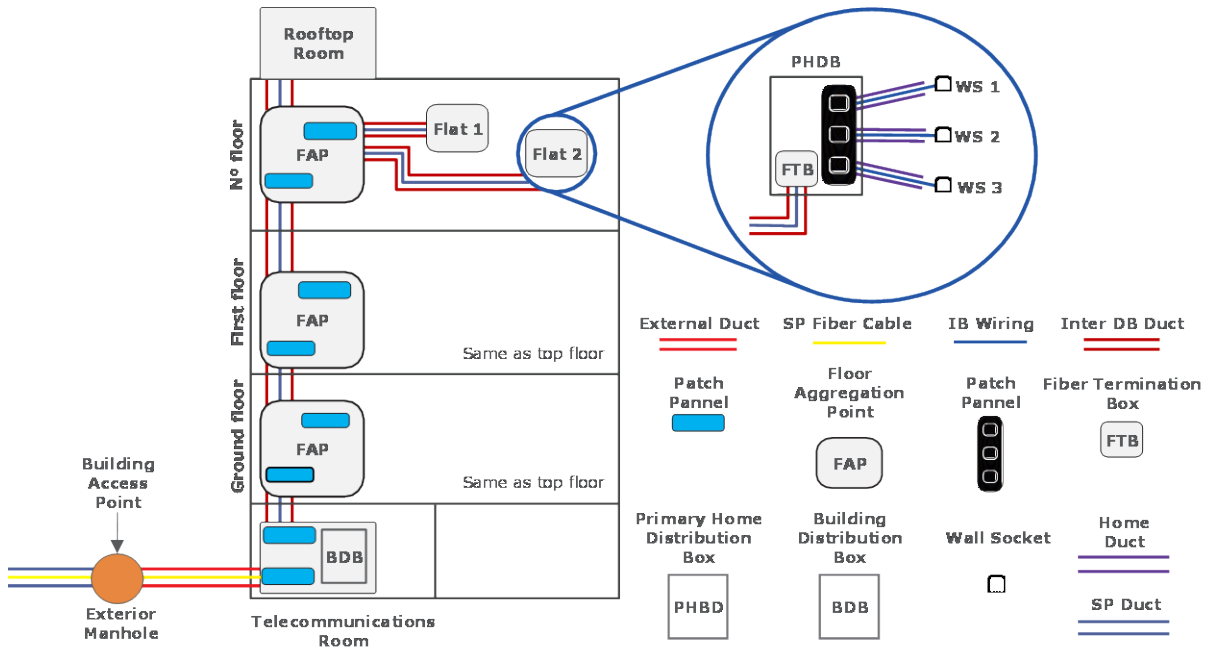 Rooftop
Room
N° floor
FAP
Flat 1
Flat 2
PHDB
FTB
WS 1
WS 2
WS 3
First floor
FAP
Same as top floor
Ground floor
FAP
Same as top floor
BDB
Telecommunications
Room
Building
Access
Point
Exterior
Manhole
External Duct
SP Fiber Cable
IB Wiring
Inter DB Duct
Patch
Pannel
Floor
Aggregation
Point
FAP
Patch
Pannel
Fiber Termination
Box
FTB
Primary Home
Distribution
Box
PHBD
Building
Distribution
Box
BDB
Wall Socket
Home
Duct
SP Duct